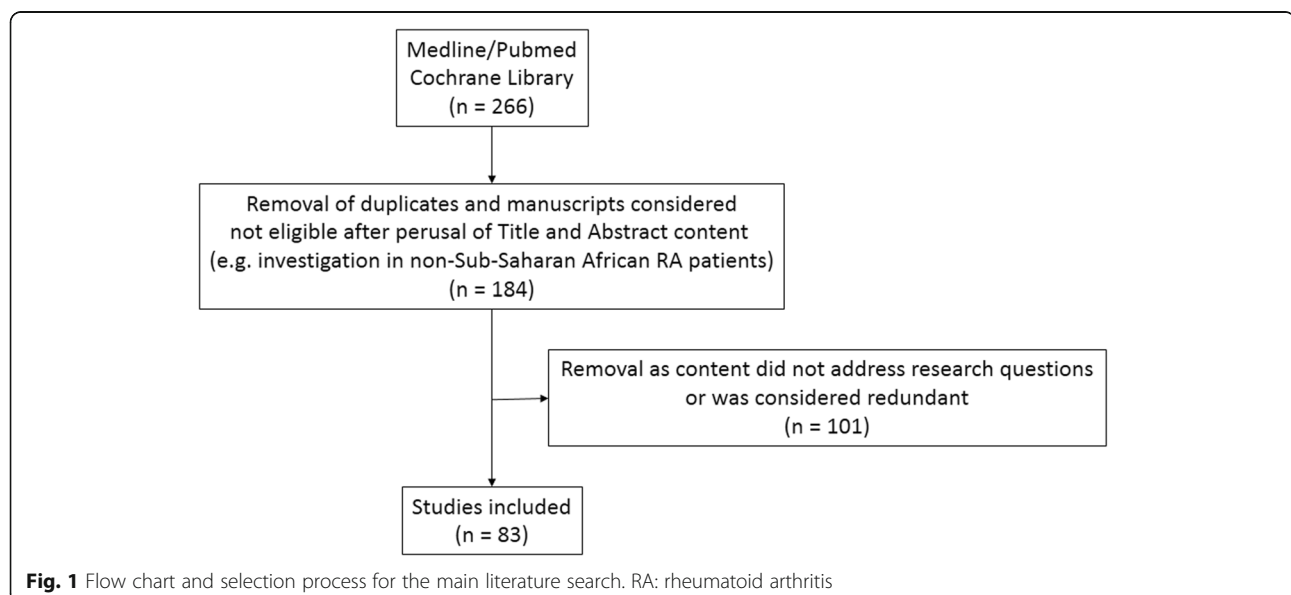 Medline/Pubmed
Cochrane Library
(n = 266)
Removal of duplicates and manuscripts considered
not eligible after perusal of Title and Abstract content
(e.g. investigation in non-Sub-Saharan African RA patients)
(n = 184)
Removal as content did not address research questions
or was considered redundant
(n = 101)
Studies included
(n = 83)
Fig. 1 Flow chart and selection process for the main literature search. RA: rheumatoid arthritis